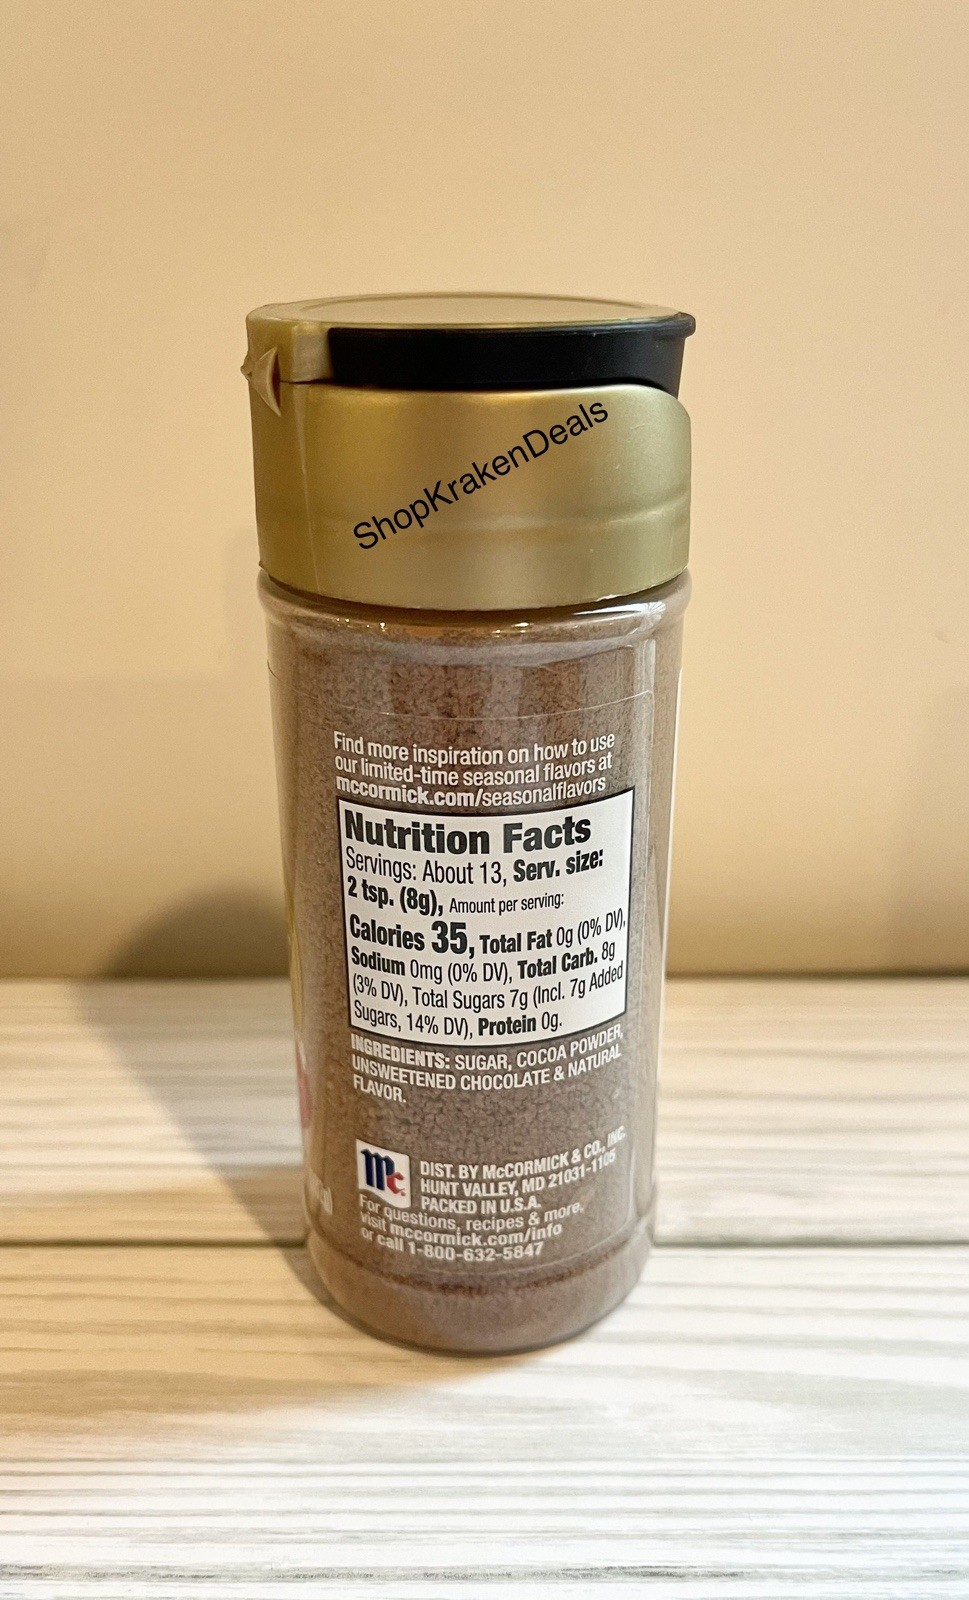 ShopKrakenDeals
Find more inspiration on how to use
our limited-time seasonal flavors at
mccormick.com/seasonalflavors
Nutrition Facts
Servings: About 13, Serv. size:
2 tsp. (8g), Amount per serving:
Calories 35, Total Fat 0g (0% DV),
Sodium 0mg (0% DV), Total Carb. 8g
(3% DV), Total Sugars 7g (Incl. 7g Added
Sugars, 14% DV), Protein 0g.
INGREDIENTS: SUGAR, COCOA POWDER,
UNSWEETENED CHOCOLATE & NATURAL
FLAVOR.
Mc
DIST. BY McCORMICK & CO., INC.
HUNT VALLEY, MD 21031-1105
PACKED IN U.S.A.
For questions, recipes & more,
visit mccormick.com/info
or call 1-800-632-5847